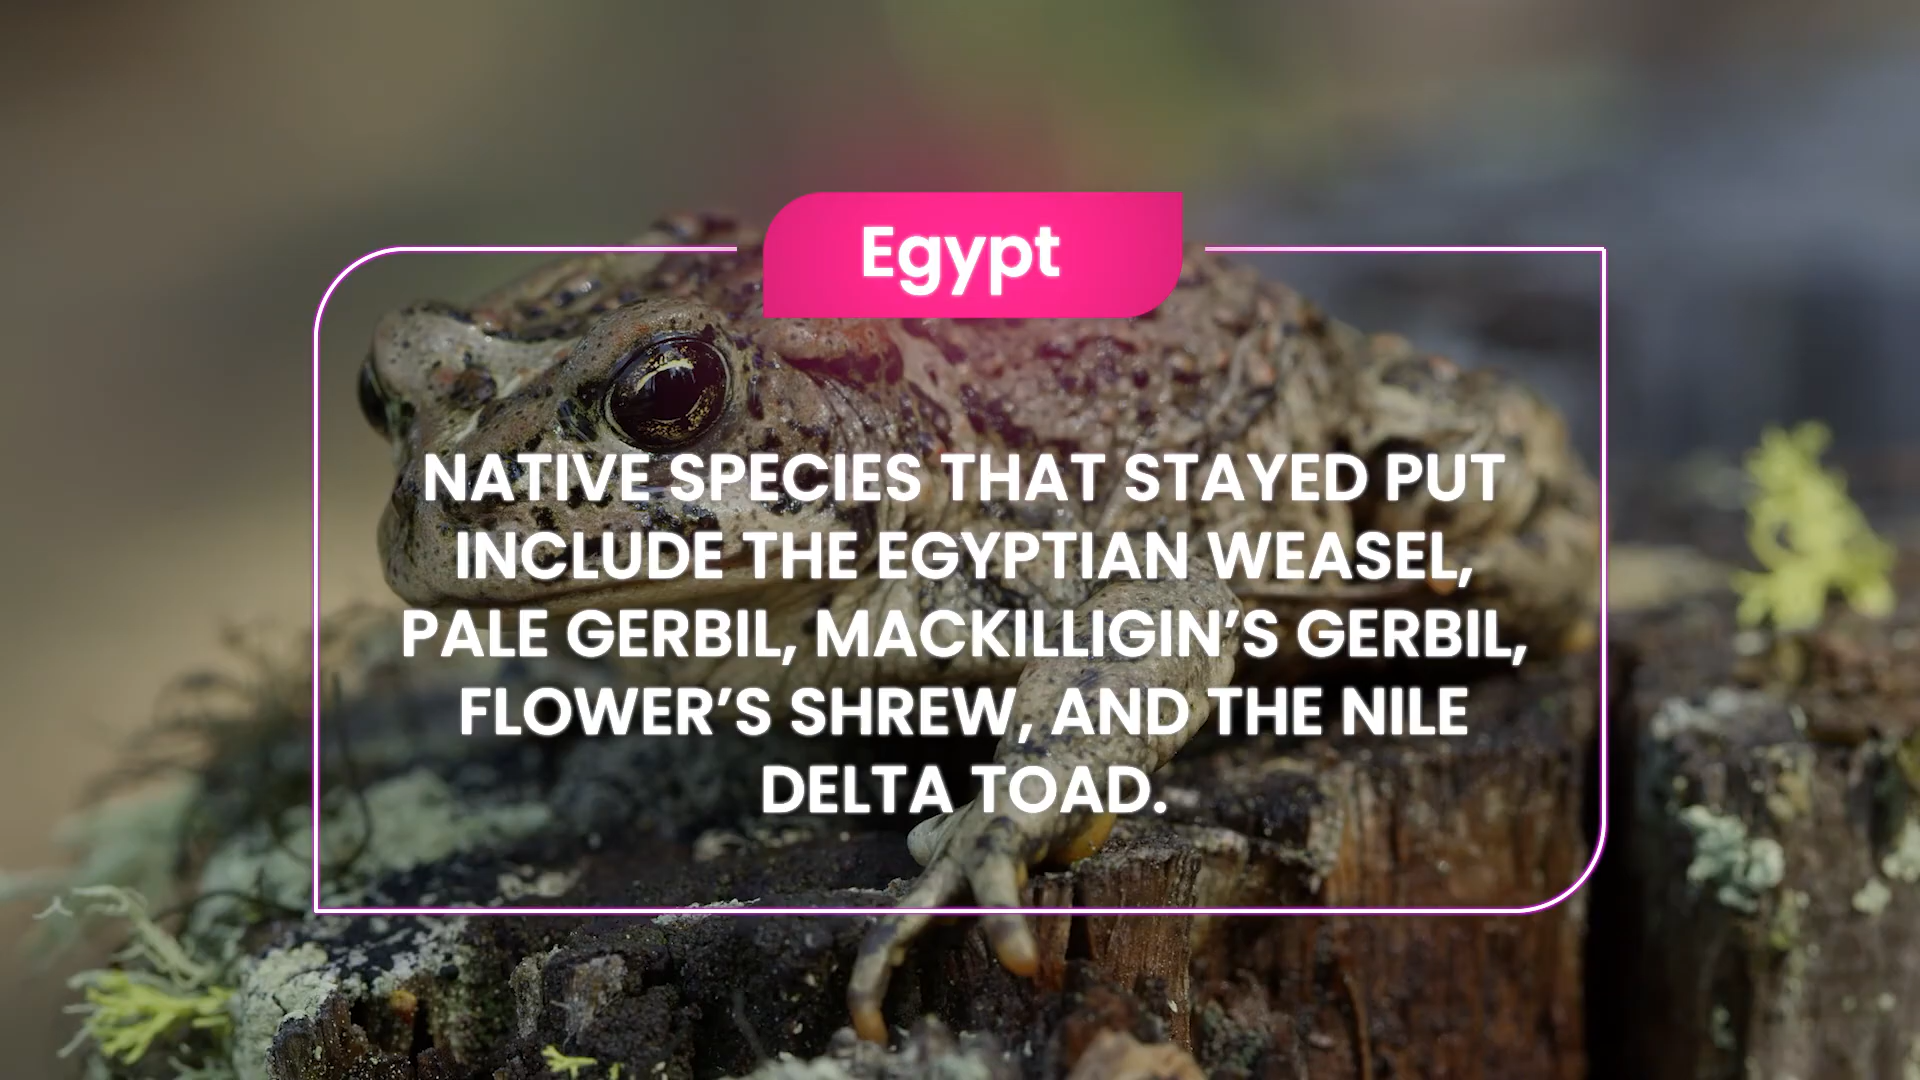 Egypt
NATIVE SPECIES THAT STAYED PUT
INCLUDE THE EGYPTIAN WEASEL,
PALE GERBIL, MACKILLIGIN’S GERBIL,
FLOWER’S SHREW, AND THE NILE
DELTA TOAD.